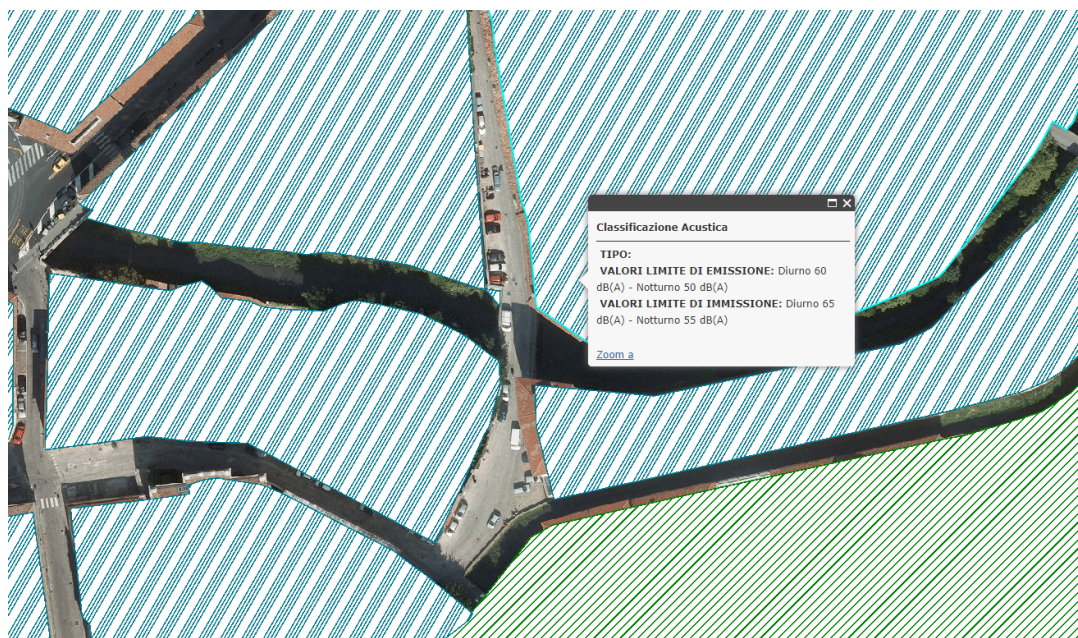 Classificazione Acustica
TIPO:
VALORI LIMITE DI EMISSIONE: Diurno 60
dB(A) - Notturno 50 dB(A)
VALORI LIMITE DI IMMISSIONE: Diurno 65
dB(A) - Notturno 55 dB(A)
Zoom a